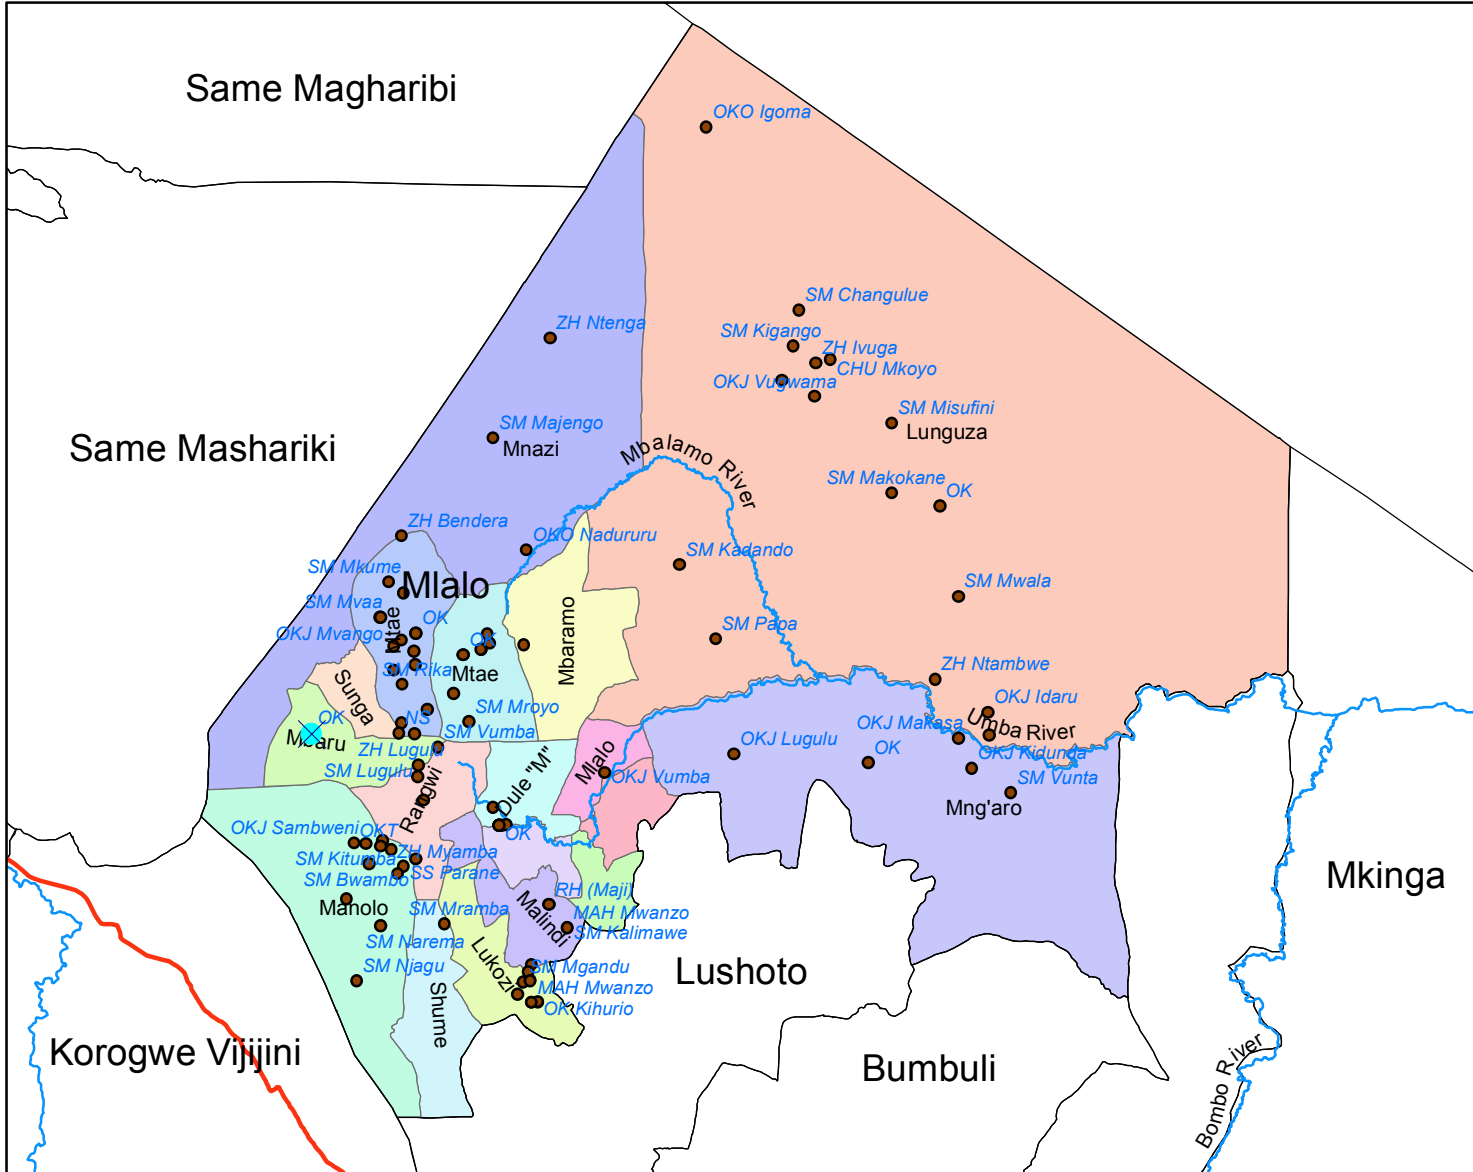 Same Magharibi
OKO Igoma
SM Changulue
ZH Ntenga
SM Kigango
ZH Ivuga
CHU Mkoyo
OKJ Vugwama
SM Misufini
Lunguza
SM Majengo
Mnazi
Same Mashariki
Mbalamo River
SM Makokane
OK
ZH Bendera
OKO Nadururu
SM Kadando
SM Mkume
Mlalo
SM Mwala
SM Mvaa
OK
OKJ Mvango
Mtae
OK
Mbaramo
SM Papa
SM Rika
Mtae
ZH Ntambwe
Sunga
OKJ Idaru
OK
NS
SM Mroyo
OKJ Makasa
Umba River
Mbaru
SM Vumba
ZH Lugulu
OKJ Lugulu
OK
OKJ Kidunda
SM Lugulu
Dule "M"
Mlalo
OKJ Vumba
SM Vunta
Mng'aro
Rangwi
OKJ Sambweni
OKT
OK
SM Kitumba
ZH Myamba
SM Bwambo
SS Parane
Mkinga
RH (Maji)
Manolo
SM Mramba
Malindi
MAH Mwanzo
SM Kalimawe
SM Narema
SM Njagu
Lukozi
SM Mgandu
Lushoto
MAH Mwanzo
Shume
OK Kihurio
Korogwe Vijijini
Bumbuli
Bombo River